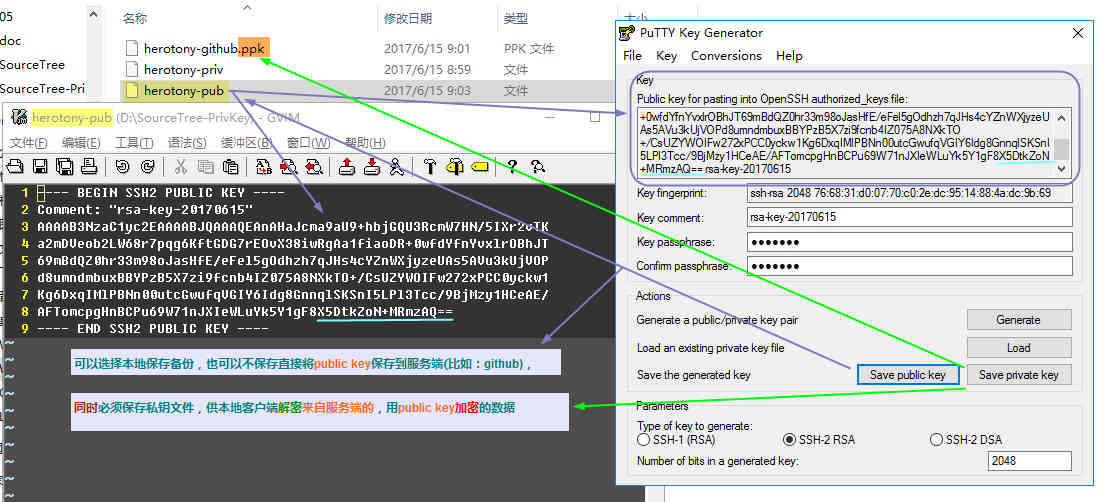 05
doc
SourceTree
SourceTree-Pri
名称
修改日期
类型
大小
herotony-github.ppk
2017/6/15 9:01
PPK 文件
herotony-priv
2017/6/15 8:59
文件
herotony-pub
2017/6/15 9:03
文件
herotony-pub (D:\SourceTree-PrivKey) - GVIM
文件(F) 编辑(E) 工具(T) 语法(S) 缓冲区(B) 窗口(W) 帮助(H)
1 ---- BEGIN SSH2 PUBLIC KEY ----
2 Comment: "rsa-key-20170615"
3 AAAAB3NzaC1yc2EAAAABJQAAAQEAnAHaJcma9aU9+hbjGQU3RcmW7HN/5IXr2vTK
4 a2mDVeob2LW68r7pqg6KftGDG7rEOvX38iwRgAa1fiaoDR+0wfdYfnYvxlrOBhJT
5 69mBdQZ0hr33m98oJasHfE/eFel5gOdhzh7qJHs4cYZnWXjyzeUAs5AVu3kUjVOP
6 d8umndmbuxBBYPzB5X7zi9fcnb4IZ075A8NXkTO+/CsUZYWOIFw272xPCC0yckw1
7 Kg6DxqIMlPBNn00utcGwufqVGIY6Idg8GnnqlSKSnI5LPl3Tcc/9BjMzy1HCeAE/
8 AFTomcpgHnBCPu69W71nJXIeWLuYk5Y1gF8X5DtkZoN+MRmzAQ==
9 ---- END SSH2 PUBLIC KEY ----
可以选择本地保存备份，也可以不保存直接将public key保存到服务端(比如：github)，
同时必须保存私钥文件，供本地客户端解密来自服务端的，用public key加密的数据
PuTTY Key Generator
File Key Conversions Help
Key
Public key for pasting into OpenSSH authorized_keys file:
+0wfdYfnYvxlrOBhJT69mBdQZ0hr33m98oJasHfE/eFel5gOdhzh7qJHs4cYZnWXjyzeU
As5AVu3kUjVOPd8umndmbuxBBYPzB5X7zi9fcnb4IZ075A8NXkTO
+/CsUZYWOIFw272xPCC0yckw1Kg6DxqIMlPBNn00utcGwufqVGIY6Idg8GnnqlSKSnI
5LPl3Tcc/9BjMzy1HCeAE/AFTomcpgHnBCPu69W71nJXIeWLuYk5Y1gF8X5DtkZoN
+MRmzAQ== rsa-key-20170615
Key fingerprint:
ssh-rsa 2048 76:68:31:d0:07:70:c0:2e:dc:95:14:88:4a:dc:9b:69
Key comment:
rsa-key-20170615
Key passphrase:
Confirm passphrase:
Actions
Generate a public/private key pair
Generate
Load an existing private key file
Load
Save the generated key
Save public key
Save private key
Parameters
Type of key to generate:
SSH-1 (RSA)
SSH-2 RSA
SSH-2 DSA
Number of bits in a generated key:
2048